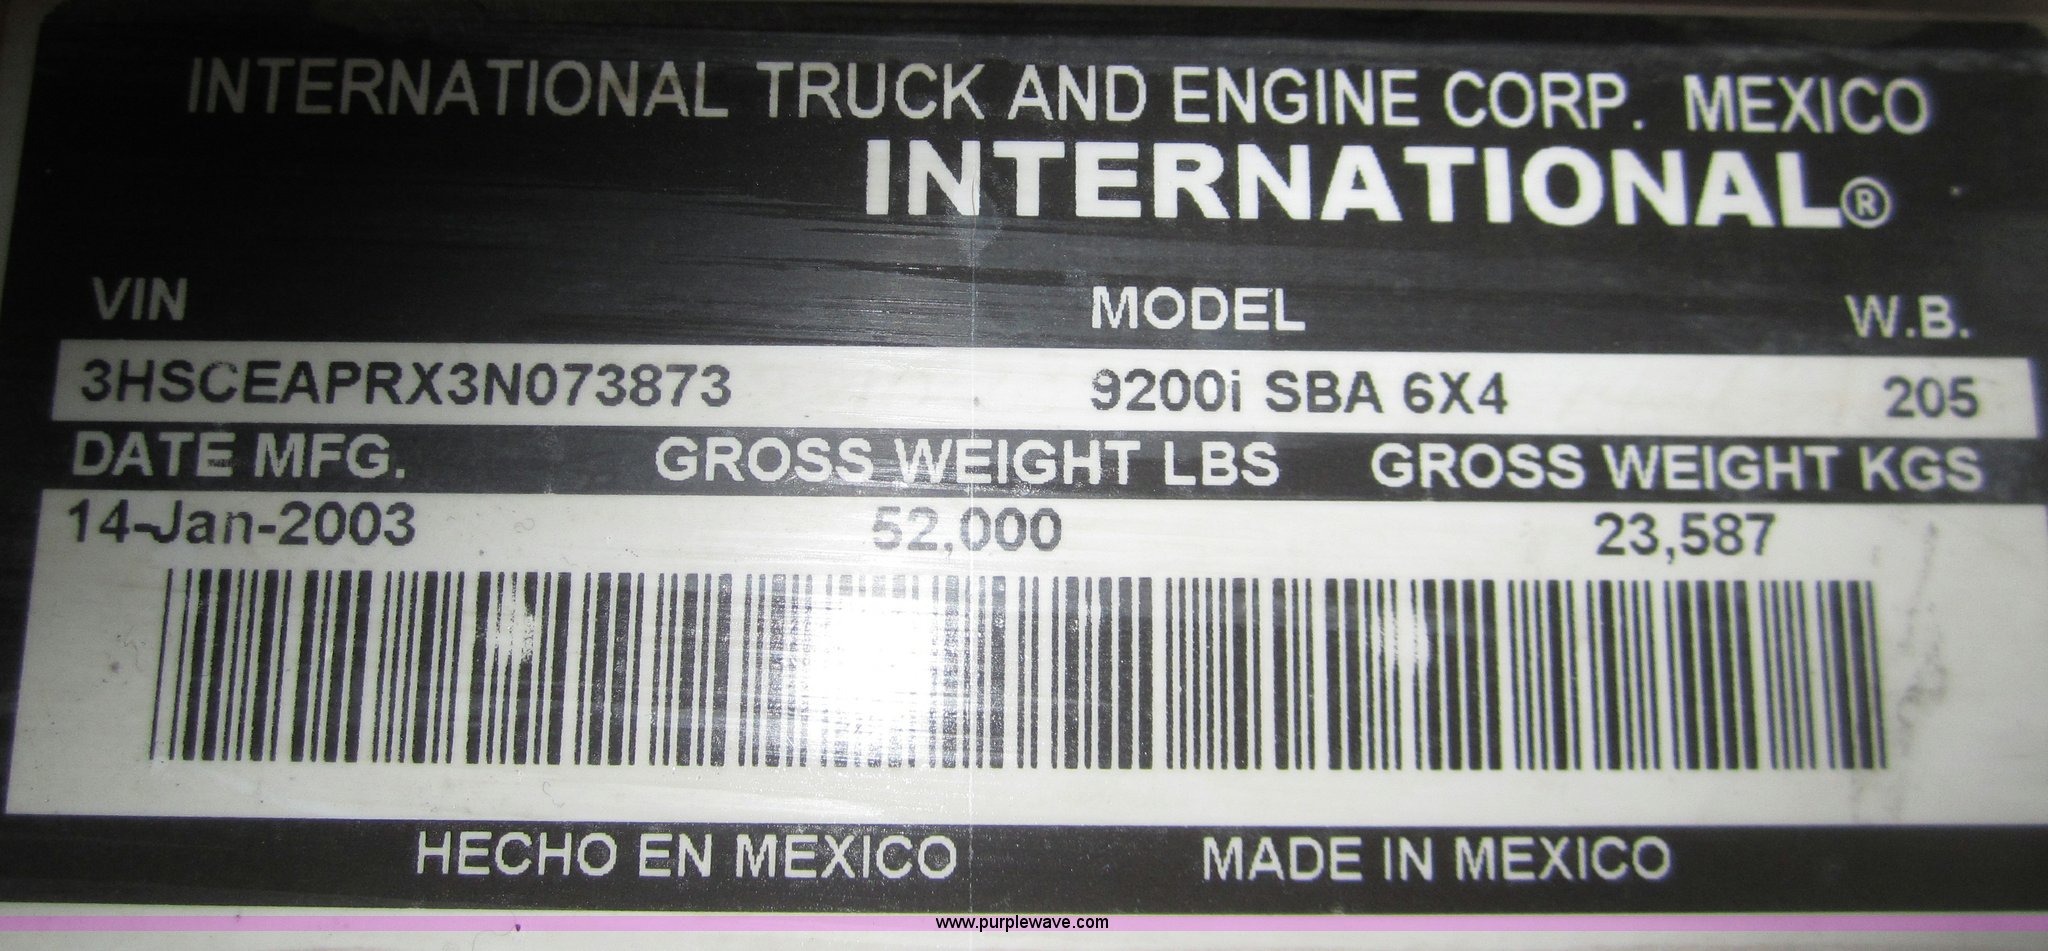 INTERNATIONAL TRUCK AND ENGINE CORP. MEXICO
INTERNATIONAL®
VIN MODEL W.B.
3HSCEAPRX3N073873 9200i SBA 6X4 205
DATE MFG. GROSS WEIGHT LBS GROSS WEIGHT KGS
14-Jan-2003 52,000 23,587
HECHO EN MEXICO MADE IN MEXICO
www.purplewave.com